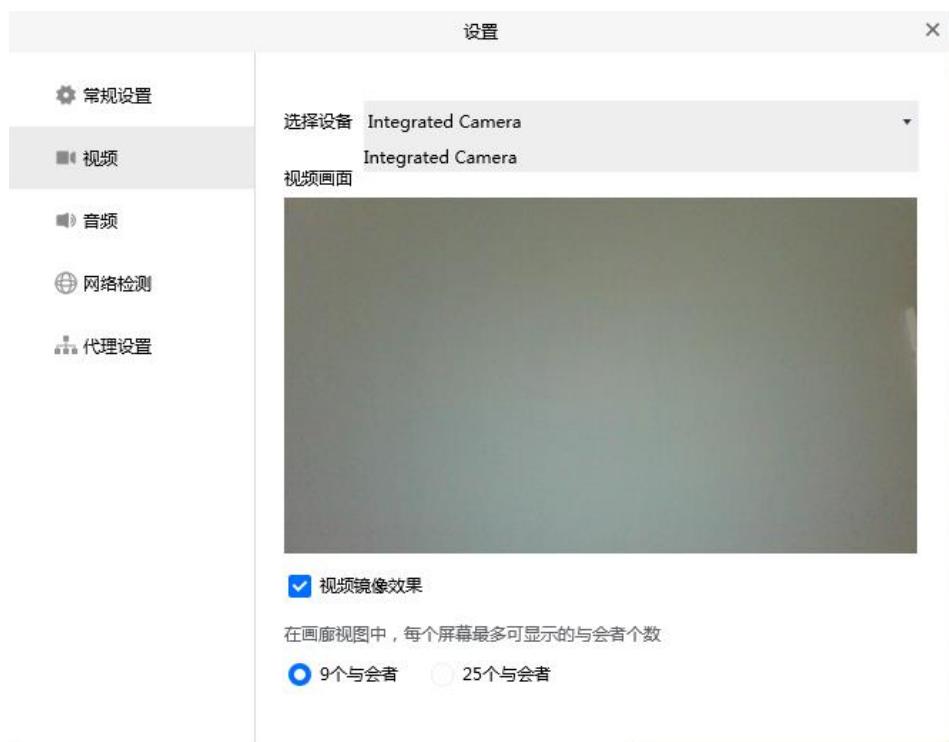 设置
常规设置
视频
音频
网络检测
代理设置
选择设备 Integrated Camera
Integrated Camera
视频画面
视频镜像效果
在画廊视图中，每个屏幕最多可显示的与会者个数
9个与会者 25个与会者